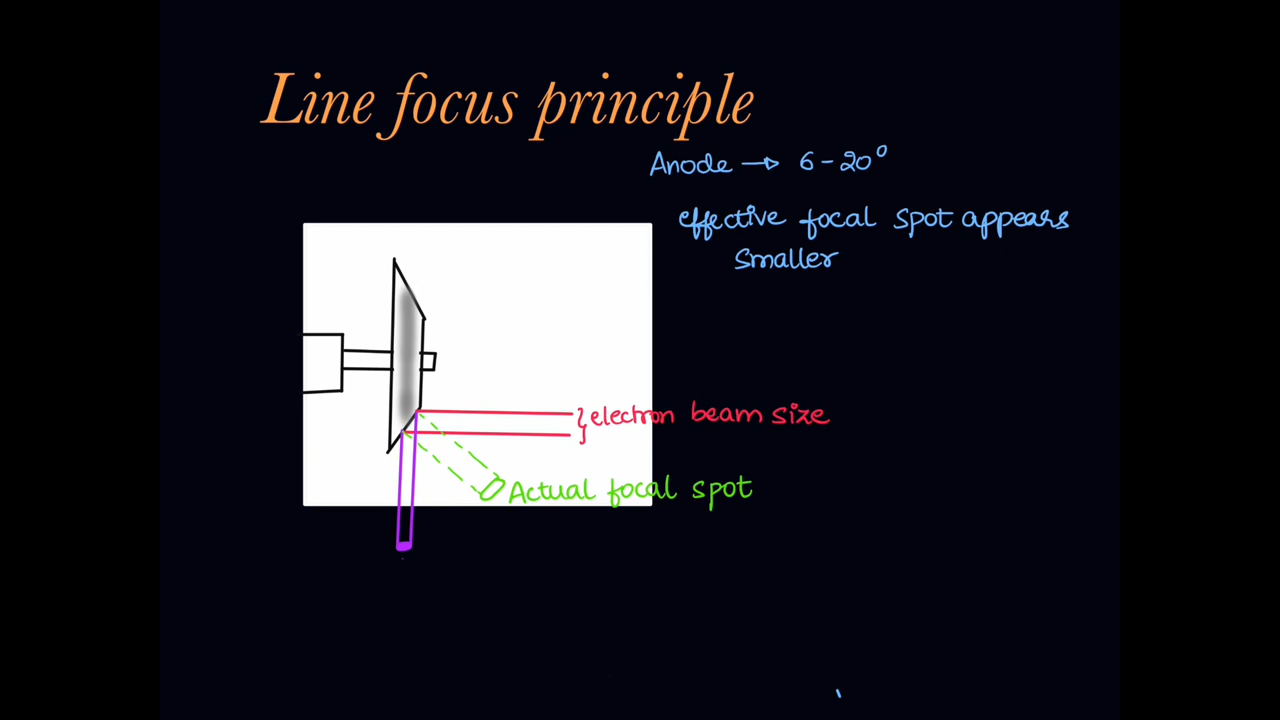 Line focus principle
Anode → 6-20°
effective focal spot appears
smaller
electron beam size
Actual focal spot